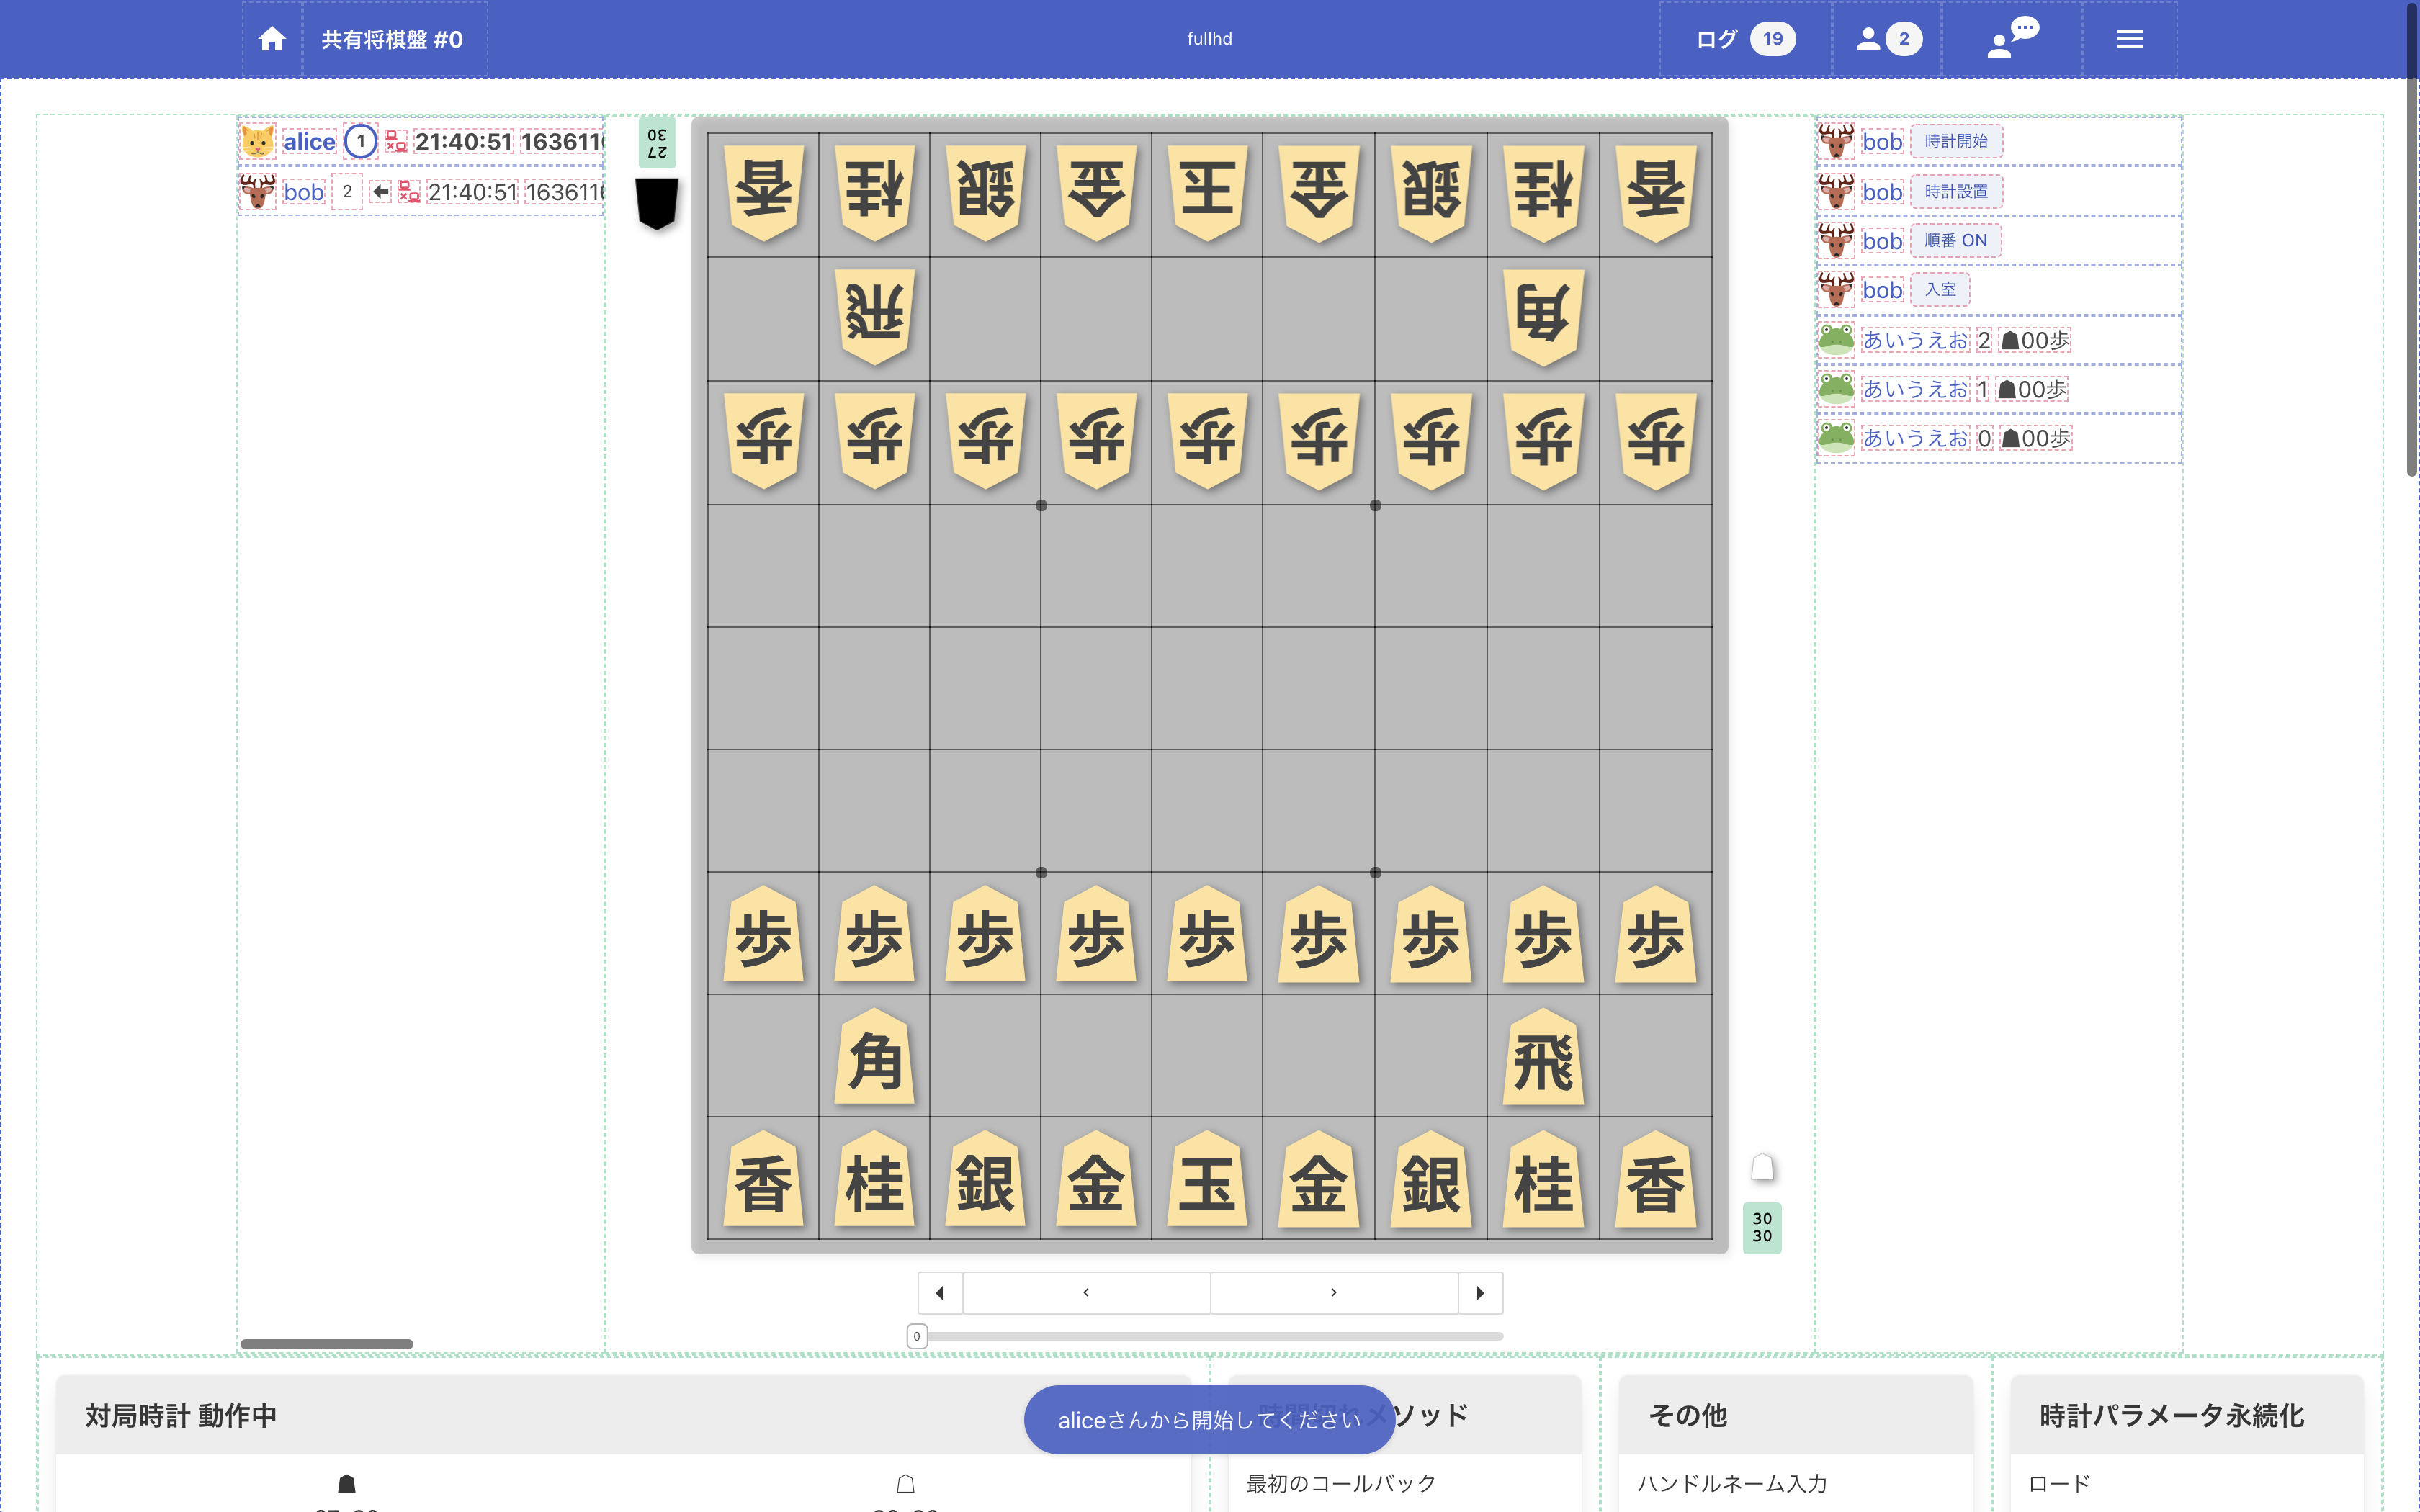 共有将棋盤 #0
fullhd
ログ 19
2
alice 1 21:40:51
bob 2 21:40:51
27
30
香 桂 銀 金 玉 金 銀 桂 香
飛 角
歩 歩 歩 歩 歩 歩 歩 歩 歩
歩 歩 歩 歩 歩 歩 歩 歩 歩
角 飛
香 桂 銀 金 玉 金 銀 桂 香
30
30
0
bob 時計開始
bob 時計設置
bob 順番 ON
bob 入室
あいうえお 2 ☗00歩
あいうえお 1 ☗00歩
あいうえお 0 ☗00歩
対局時計 動作中
aliceさんから開始してください
メソッド
その他
時計パラメータ永続化
最初のコールバック
ハンドルネーム入力
ロード